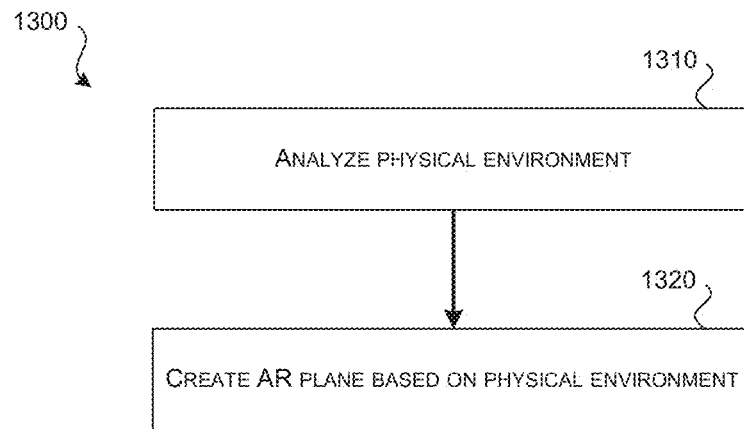 1300
1310
ANALYZE PHYSICAL ENVIRONMENT
1320
CREATE AR PLANE BASED ON PHYSICAL ENVIRONMENT